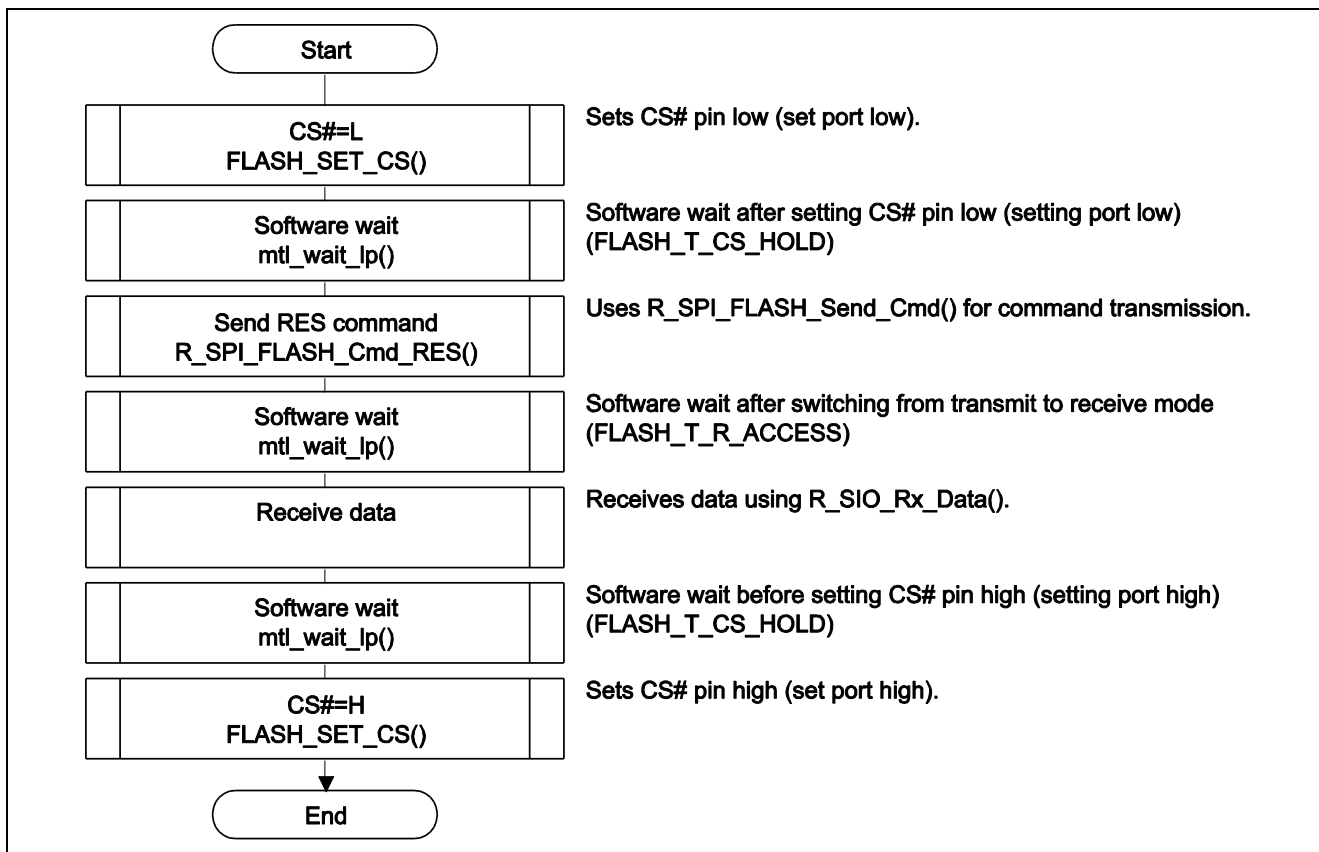 Start
CS#=L
FLASH_SET_CS()
Sets CS# pin low (set port low).
Software wait
mtl_wait_lp()
Software wait after setting CS# pin low (setting port low)
(FLASH_T_CS_HOLD)
Send RES command
R_SPI_FLASH_Cmd_RES()
Uses R_SPI_FLASH_Send_Cmd() for command transmission.
Software wait
mtl_wait_lp()
Software wait after switching from transmit to receive mode
(FLASH_T_R_ACCESS)
Receive data
Receives data using R_SIO_Rx_Data().
Software wait
mtl_wait_lp()
Software wait before setting CS# pin high (setting port high)
(FLASH_T_CS_HOLD)
CS#=H
FLASH_SET_CS()
Sets CS# pin high (set port high).
End